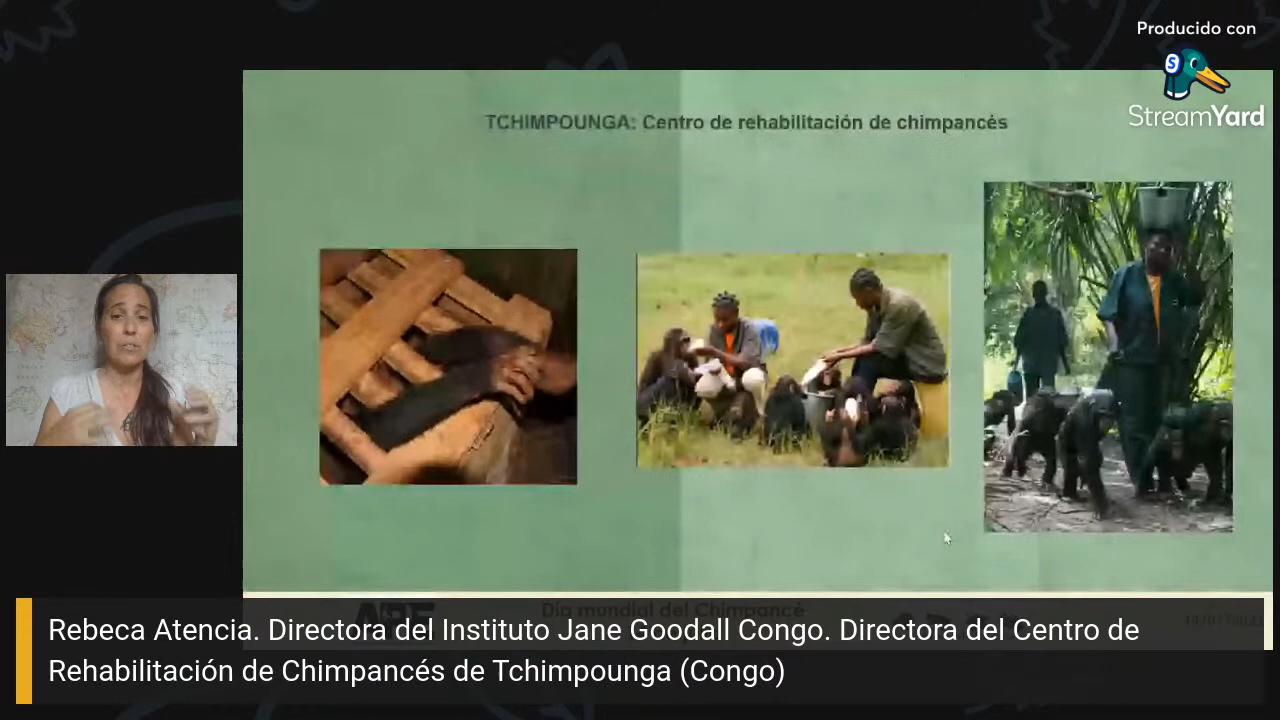 Producido con
StreamYard
TCHIMPOUNGA: Centro de rehabilitación de chimpancés
Día mundial del Chimpancé
Rebeca Atencia. Directora del Instituto Jane Goodall Congo. Directora del Centro de
Rehabilitación de Chimpancés de Tchimpounga (Congo)